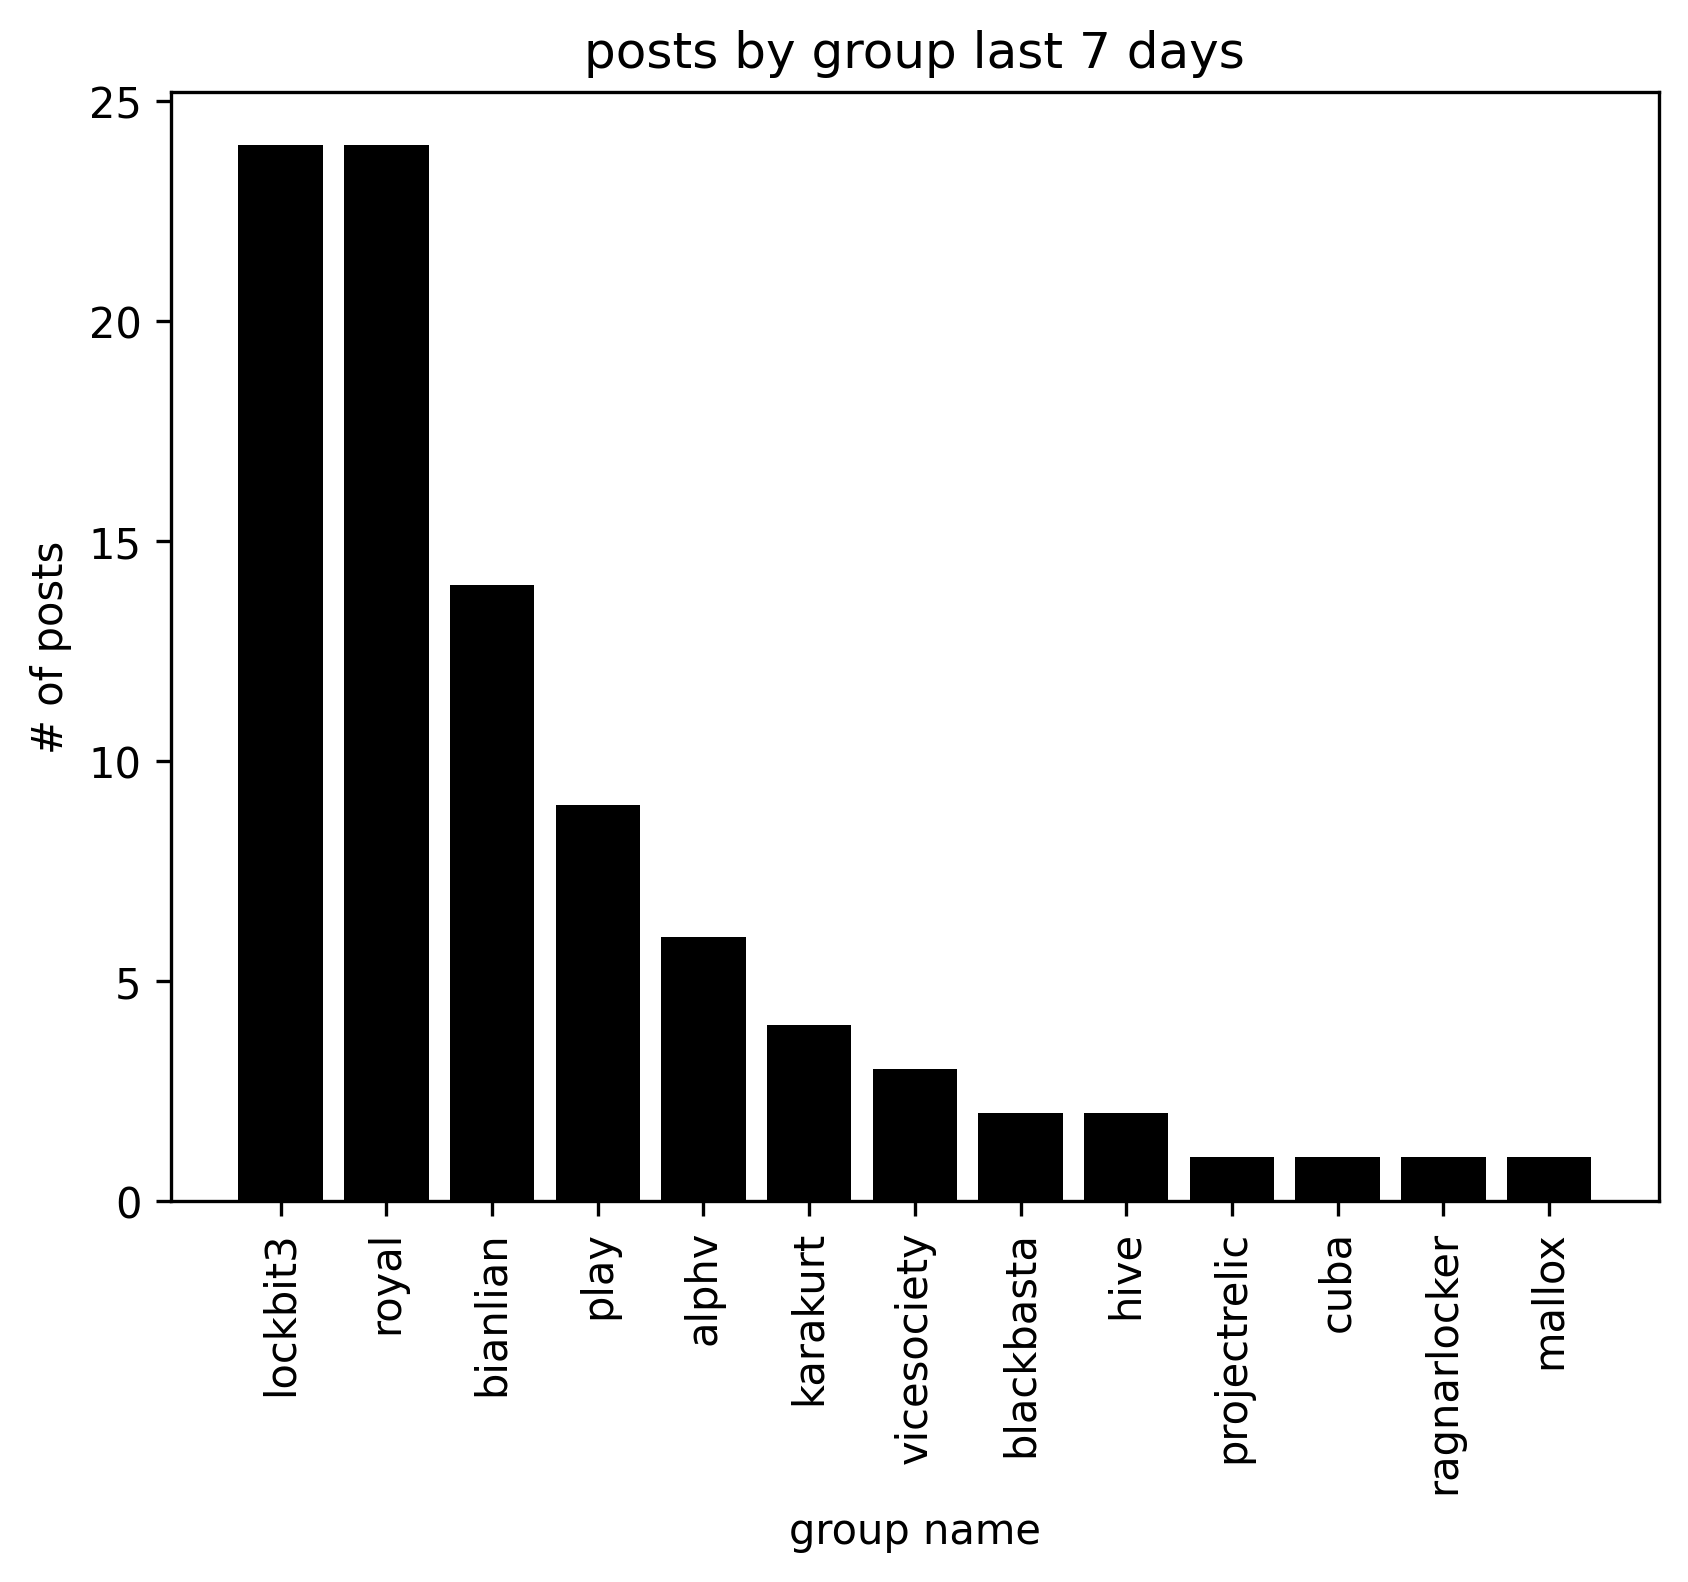 posts by group last 7 days
# of posts
25
20
15
10
5
0
lockbit3
royal
bianlian
play
alphv
karakurt
vicesociety
blackbasta
hive
projectrelic
cuba
ragnarlocker
mallox
group name